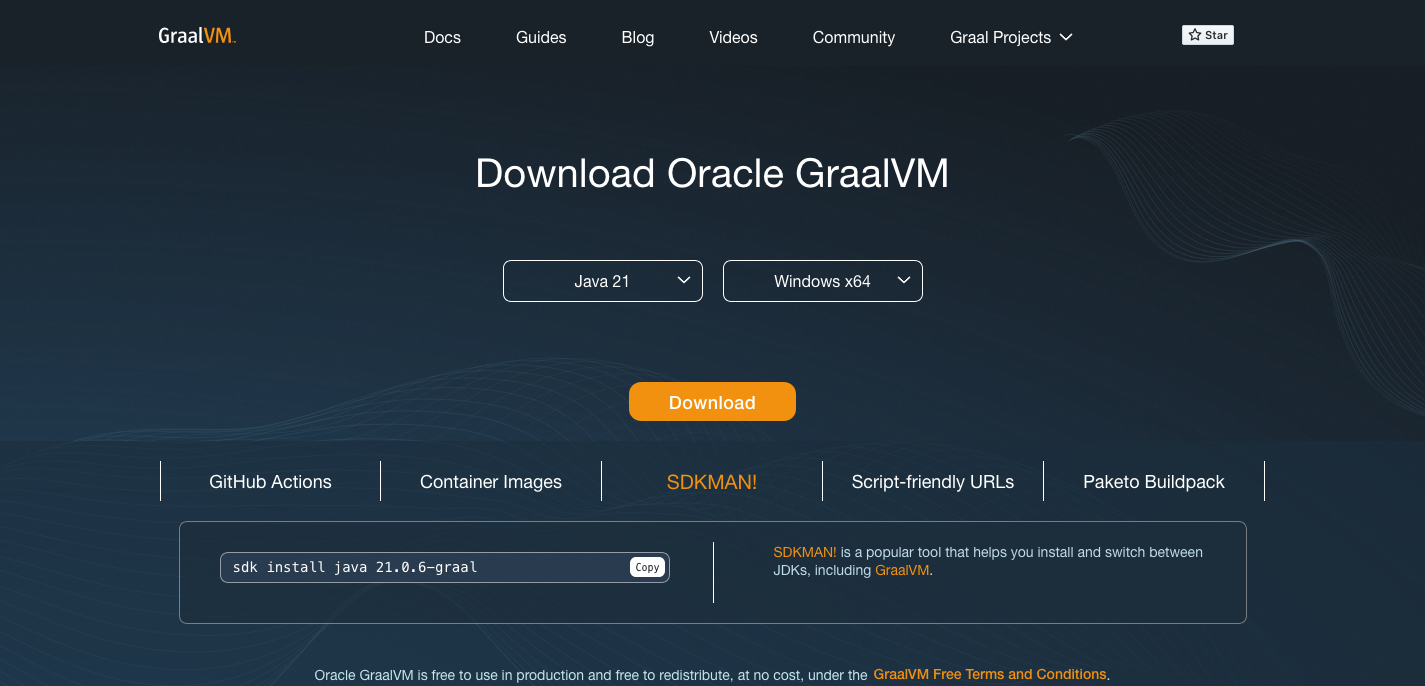 GraalVM™ Docs Guides Blog Videos Community Graal Projects Star
Download Oracle GraalVM
Java 21 Windows x64
Download
GitHub Actions Container Images SDKMAN! Script-friendly URLs Paketo Buildpack
sdk install java 21.0.6-graal Copy
SDKMAN! is a popular tool that helps you install and switch between
JDKs, including GraalVM.
Oracle GraalVM is free to use in production and free to redistribute, at no cost, under the GraalVM Free Terms and Conditions.